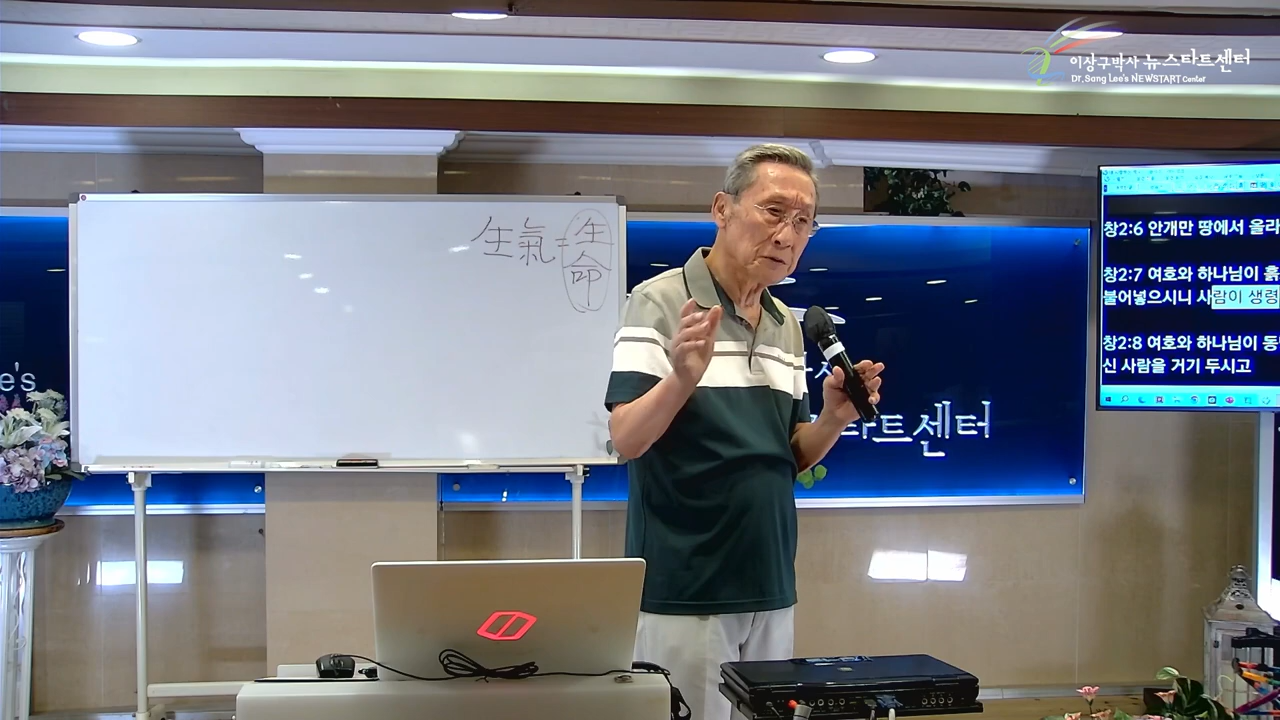 이상구박사 뉴스타트센터
Dr. Sang Lee's NEWSTART Center
生氣=生命
창2:6 안개만 땅에서 올라
창2:7 여호와 하나님이 흙
불어넣으시니 사람이 생령
창2:8 여호와 하나님이 동
신 사람을 거기 두시고
e's
타트센터